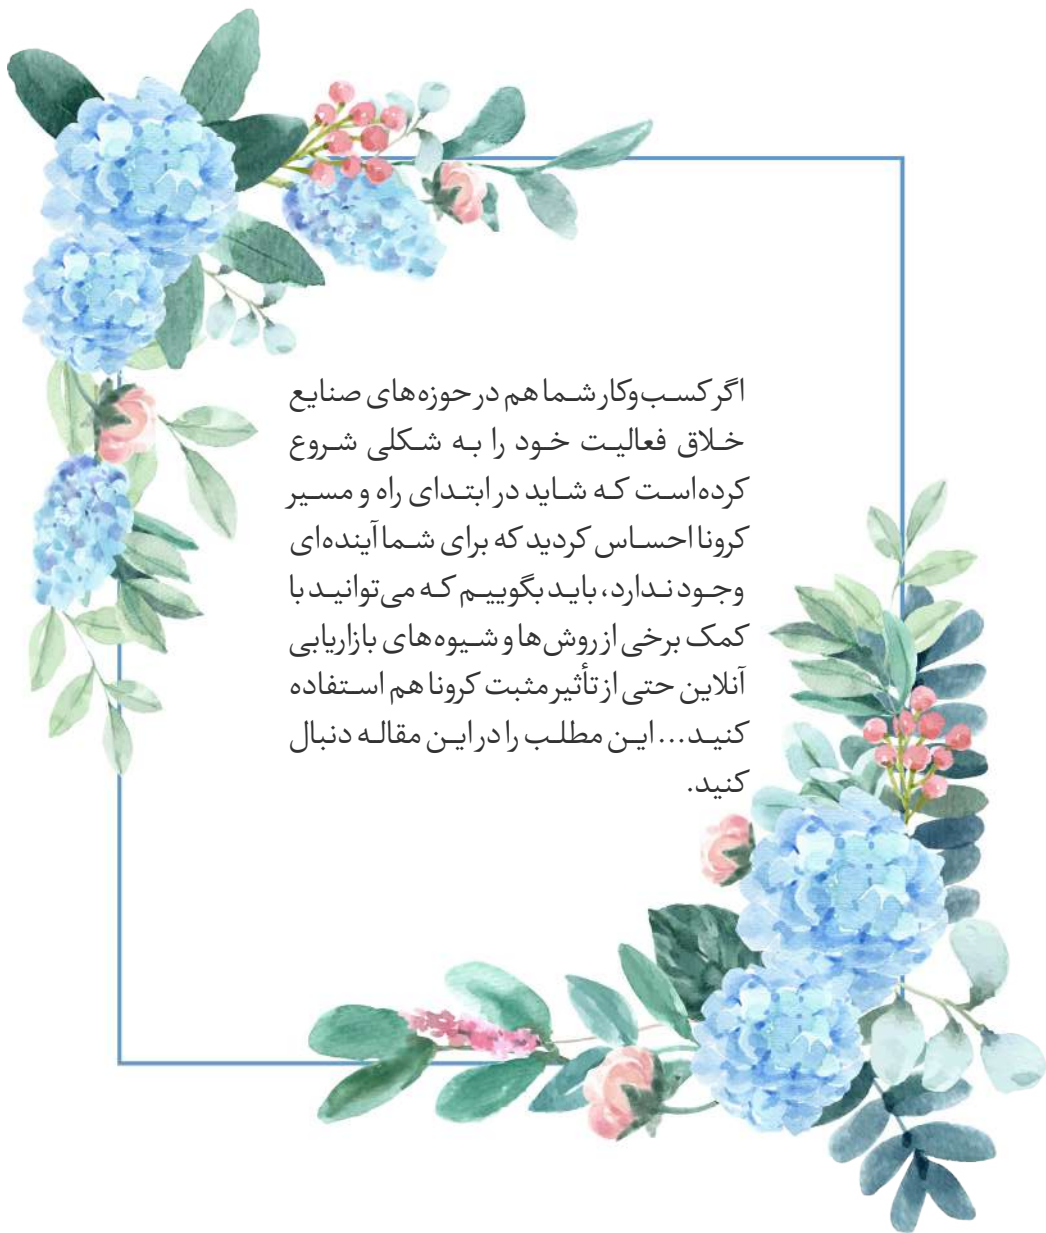 اگر کسب‌وکار شما هم در حوزه‌های صنایع
خلاق فعالیت خود را به شکلی شروع
کرده‌است که شاید در ابتدای راه و مسیر
کرونا احساس کردید که برای شما آینده‌ای
وجود ندارد، باید بگوییم که می‌توانید با
کمک برخی از روش‌ها و شیوه‌های بازاریابی
آنلاین حتی از تأثیر مثبت کرونا هم استفاده
کنید... این مطلب را در این مقاله دنبال
کنید.